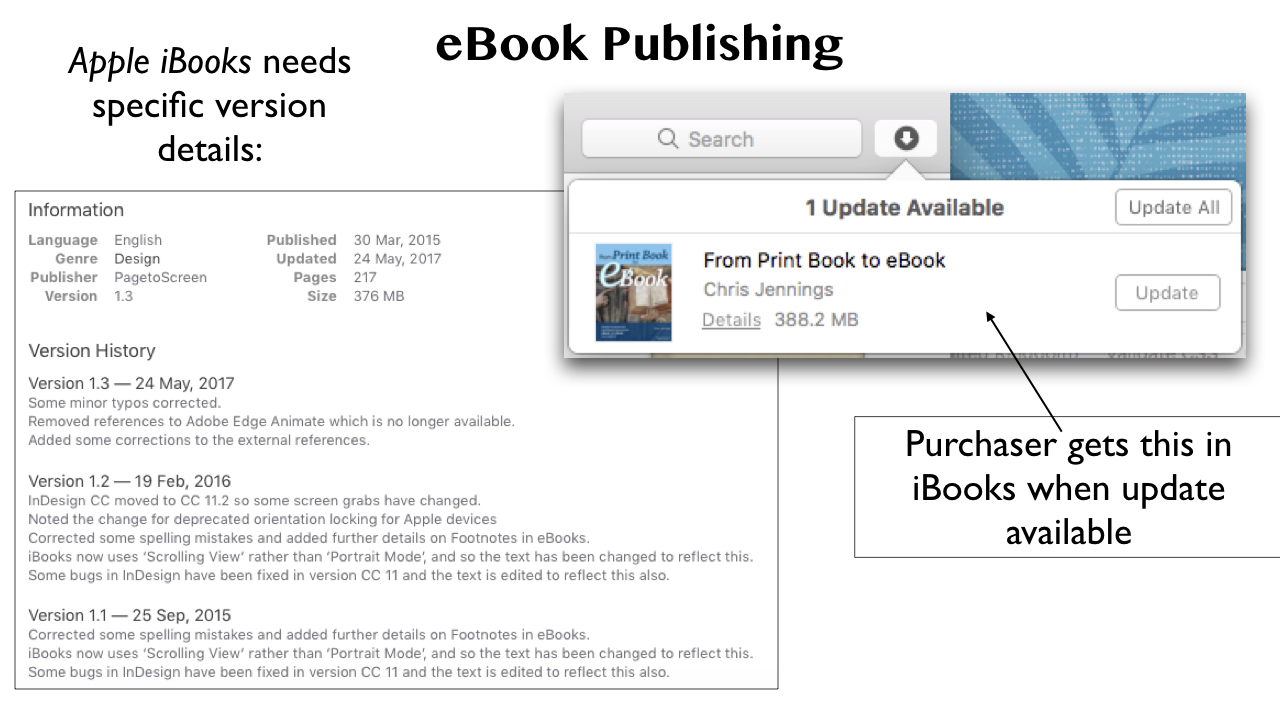 eBook Publishing
Apple iBooks needs
specific version
details:
Search
1 Update Available
Update All
from Print Book
to
eBook
From Print Book to eBook
Chris Jennings
Details 388.2 MB
Update
Purchaser gets this in
iBooks when update
available
Information
Language English Published 30 Mar, 2015
Genre Design Updated 24 May, 2017
Publisher PagetoScreen Pages 217
Version 1.3 Size 376 MB
Version History
Version 1.3 — 24 May, 2017
Some minor typos corrected.
Removed references to Adobe Edge Animate which is no longer available.
Added some corrections to the external references.
Version 1.2 — 19 Feb, 2016
InDesign CC moved to CC 11.2 so some screen grabs have changed.
Noted the change for deprecated orientation locking for Apple devices
Corrected some spelling mistakes and added further details on Footnotes in eBooks.
iBooks now uses ‘Scrolling View’ rather than ‘Portrait Mode’, and so the text has been changed to reflect this.
Some bugs in InDesign have been fixed in version CC 11 and the text is edited to reflect this also.
Version 1.1 — 25 Sep, 2015
Corrected some spelling mistakes and added further details on Footnotes in eBooks.
iBooks now uses ‘Scrolling View’ rather than ‘Portrait Mode’, and so the text has been changed to reflect this.
Some bugs in InDesign have been fixed in version CC 11 and the text is edited to reflect this also.